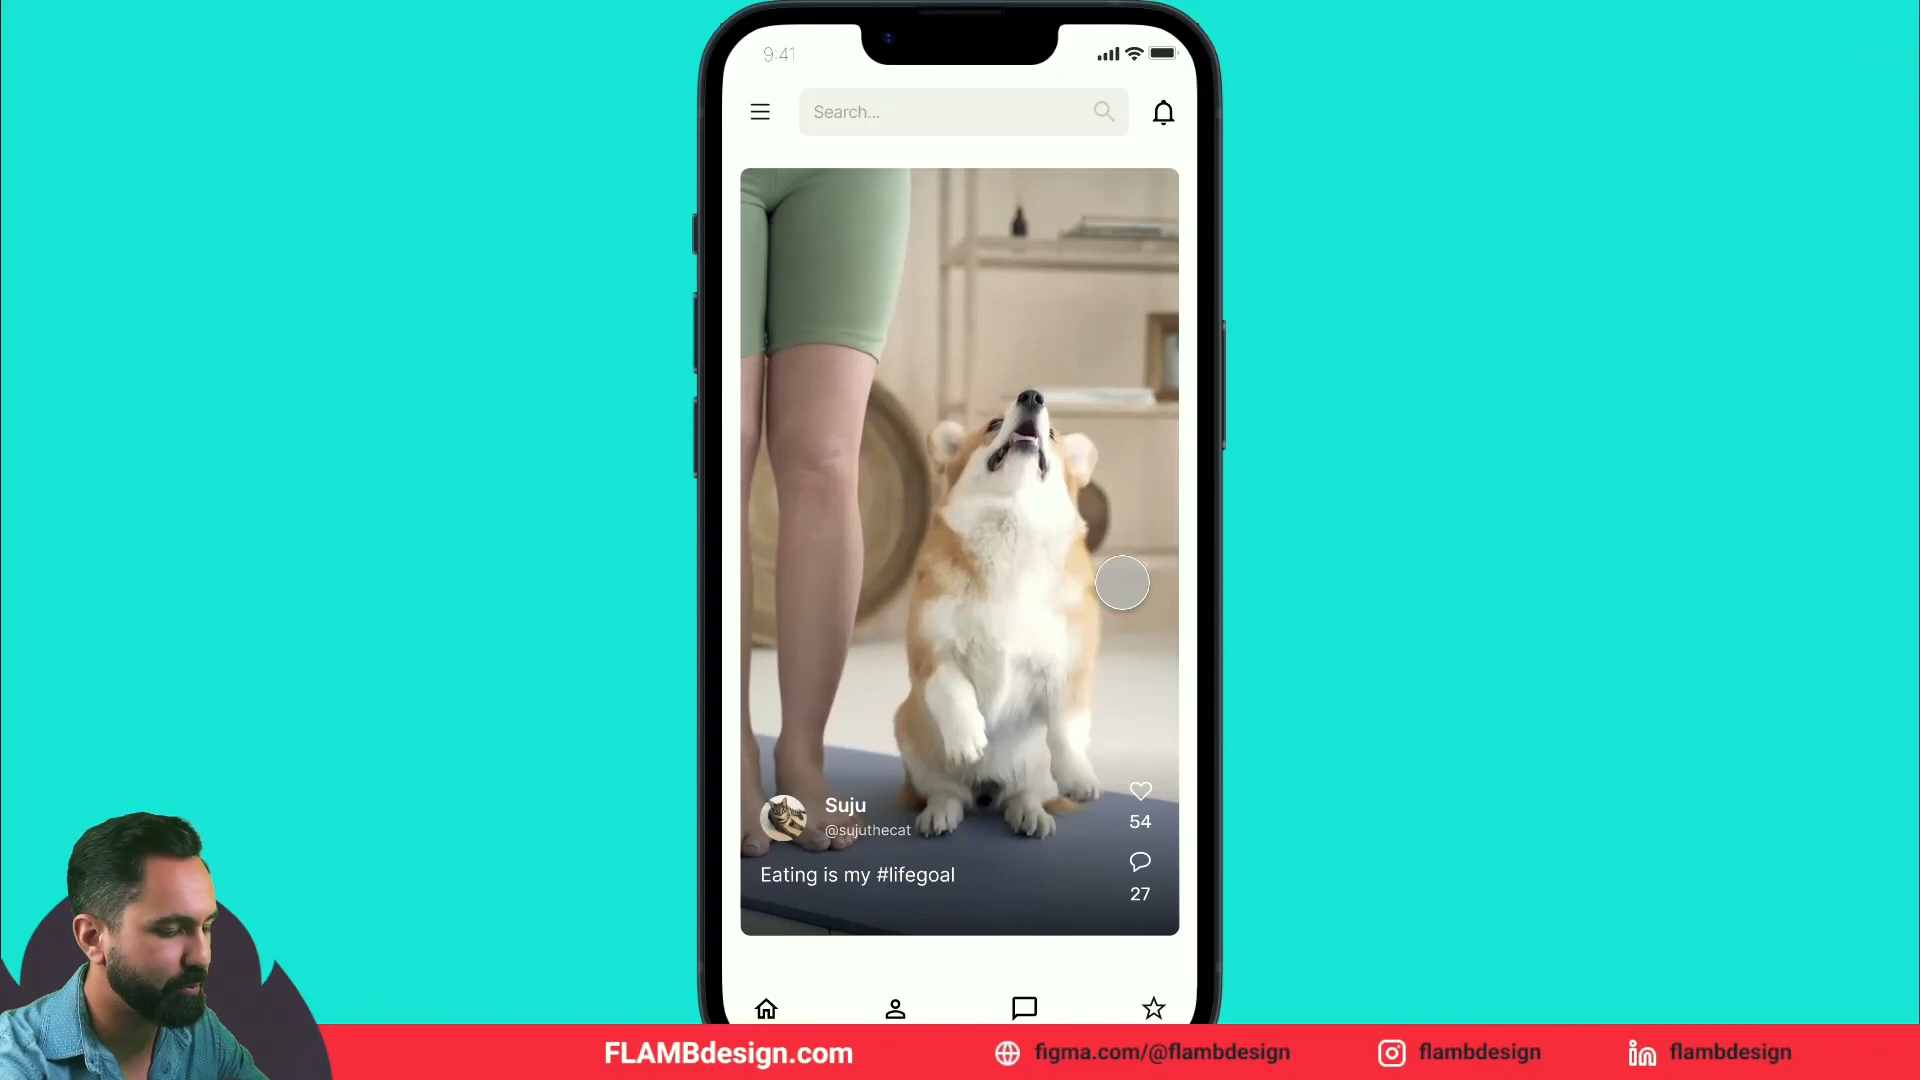 9:41
Search...
Suju
@sujuthecat
54
Eating is my #lifegoal
27
FLAMBdesign.com
figma.com/@flambdesign
flambdesign
flambdesign